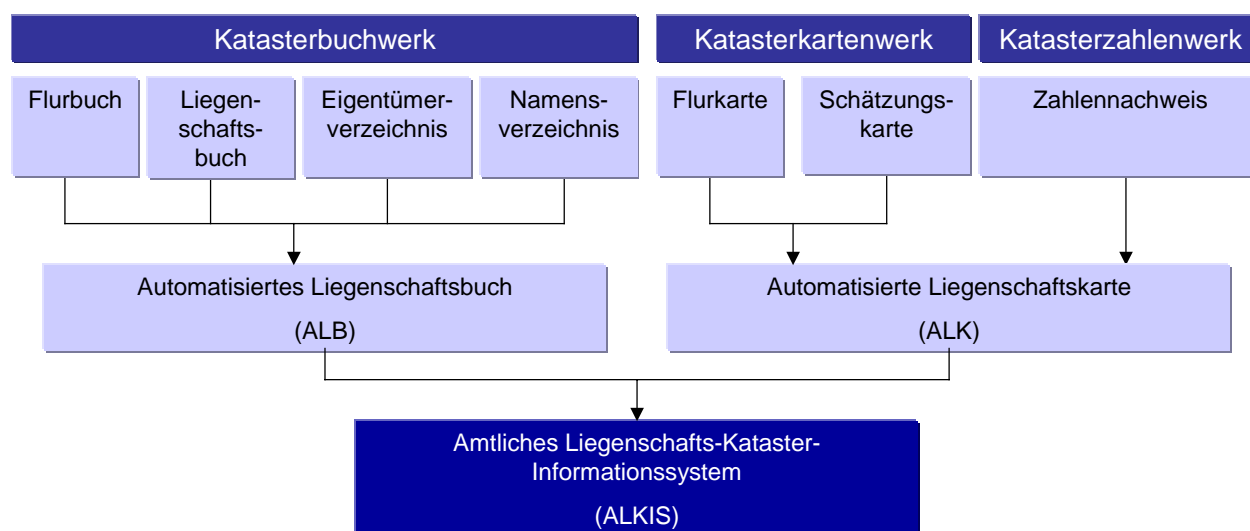 Katasterbuchwerk
Katasterkartenwerk
Katasterzahlenwerk
Flurbuch
Liegen-
schafts-
buch
Eigentümer-
verzeichnis
Namens-
verzeichnis
Flurkarte
Schätzungs-
karte
Zahlennachweis
Automatisiertes Liegenschaftsbuch
(ALB)
Automatisierte Liegenschaftskarte
(ALK)
Amtliches Liegenschafts-Kataster-
Informationssystem
(ALKIS)